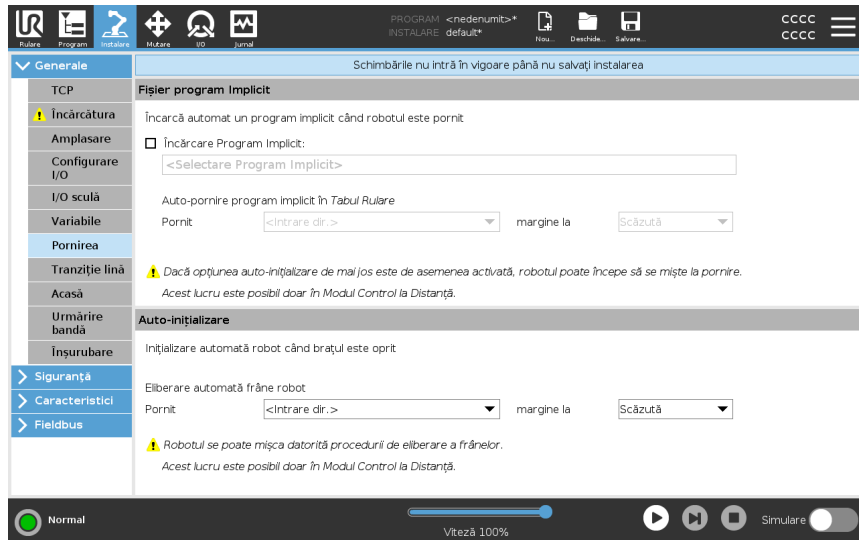 UR
Rulare
Program
Instalare
Mutare
I/O
Jurnal
PROGRAM <nedenumit>*
INSTALARE default*
Nou...
Deschide...
Salvare...
CCCC
CCCC
Generale
Schimbările nu intră în vigoare până nu salvați instalarea
TCP
Încărcătura
Amplasare
Configurare
I/O
I/O sculă
Variabile
Pornirea
Tranziție lină
Acasă
Urmărire
bandă
Înșurubare
Siguranță
Caracteristici
Fieldbus
Fișier program Implicit
Încarcă automat un program implicit când robotul este pornit
Încărcare Program Implicit:
<Selectare Program Implicit>
Auto-pornire program implicit în Tabul Rulare
Pornit <Intrare dir.> margine la Scăzută
Dacă opțiunea auto-inițializare de mai jos este de asemenea activată, robotul poate începe să se miște la pornire.
Acest lucru este posibil doar în Modul Control la Distanță.
Auto-inițializare
Inițializare automată robot când brațul este oprit
Eliberare automată frâne robot
Pornit <Intrare dir.> margine la Scăzută
Robotul se poate mișca datorită procedurii de eliberare a frânelor.
Acest lucru este posibil doar în Modul Control la Distanță.
Normal
Viteză 100%
Simulare